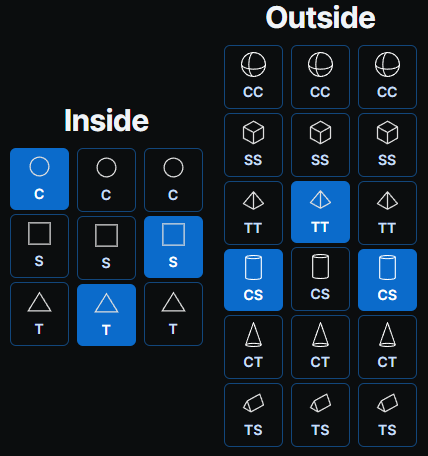 Inside
C C C
S S S
T T T
Outside
CC CC CC
SS SS SS
TT TT TT
CS CS CS
CT CT CT
TS TS TS